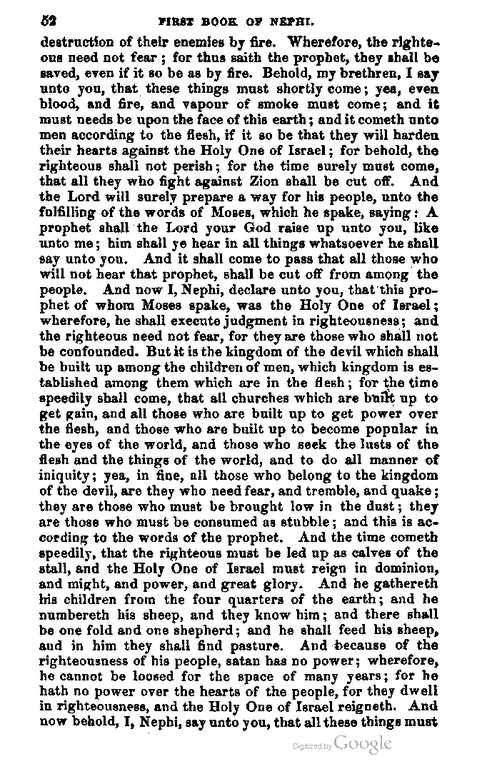 52 FIRST BOOK OF NEPHI.
destruction of their enemies by fire. Wherefore, the righte-
ous need not fear; for thus saith the prophet, they shall be
saved, even if it so be as by fire. Behold, my brethren, I say
unto you, that these things must shortly come; yea, even
blood, and fire, and vapour of smoke must come; and it
must needs be upon the face of this earth; and it cometh unto
men according to the flesh, if it so be that they will harden
their hearts against the Holy One of Israel; for behold, the
righteous shall not perish; for the time surely must come,
that all they who fight against Zion shall be cut off. And
the Lord will surely prepare a way for his people, unto the
fulfilling of the words of Moses, which he spake, saying: A
prophet shall the Lord your God raise up unto you, like
unto me; him shall ye hear in all things whatsoever he shall
say unto you. And it shall come to pass that all those who
will not hear that prophet, shall be cut off from among the
people. And now I, Nephi, declare unto you, that this pro-
phet of whom Moses spake, was the Holy One of Israel;
wherefore, he shall execute judgment in righteousness; and
the righteous need not fear, for they are those who shall not
be confounded. But it is the kingdom of the devil which shall
be built up among the children of men, which kingdom is es-
tablished among them which are in the flesh; for the time
speedily shall come, that all churches which are built up to
get gain, and all those who are built up to get power over
the flesh, and those who are built up to become popular in
the eyes of the world, and those who seek the lusts of the
flesh and the things of the world, and to do all manner of
iniquity; yea, in fine, all those who belong to the kingdom
of the devil, are they who need fear, and tremble, and quake;
they are those who must be brought low in the dust; they
are those who must be consumed as stubble; and this is ac-
cording to the words of the prophet. And the time cometh
speedily, that the righteous must be led up as calves of the
stall, and the Holy One of Israel must reign in dominion,
and might, and power, and great glory. And he gathereth
his children from the four quarters of the earth; and he
numbereth his sheep, and they know him; and there shall
be one fold and one shepherd; and he shall feed his sheep,
and in him they shall find pasture. And because of the
righteousness of his people, satan has no power; wherefore,
he cannot be loosed for the space of many years; for he
hath no power over the hearts of the people, for they dwell
in righteousness, and the Holy One of Israel reigneth. And
now behold, I, Nephi, say unto you, that all these things must
Digitized by Google